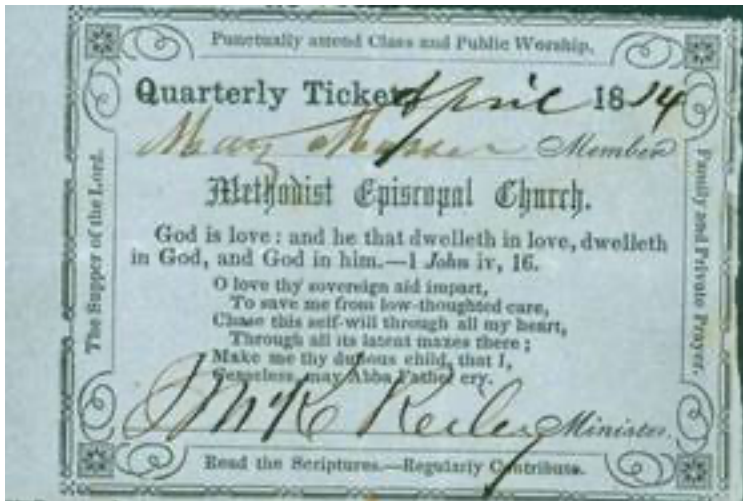 Punctually attend Class and Public Worship.
Quarterly Ticket April 18
Mary Member
Methodist Episcopal Church.
God is love: and he that dwelleth in love, dwelleth
in God, and God in him.—1 John iv, 16.
O love thy sovereign aid impart,
To save me from low-thoughted care,
Chase this self-will through all my heart,
Through all its latent mazes there;
Make me thy duteous child, that I,
Ceaseless, may Abba Father cry.
Minister.
Read the Scriptures.—Regularly Contribute.
The Supper of the Lord.
Family and Private Prayer.